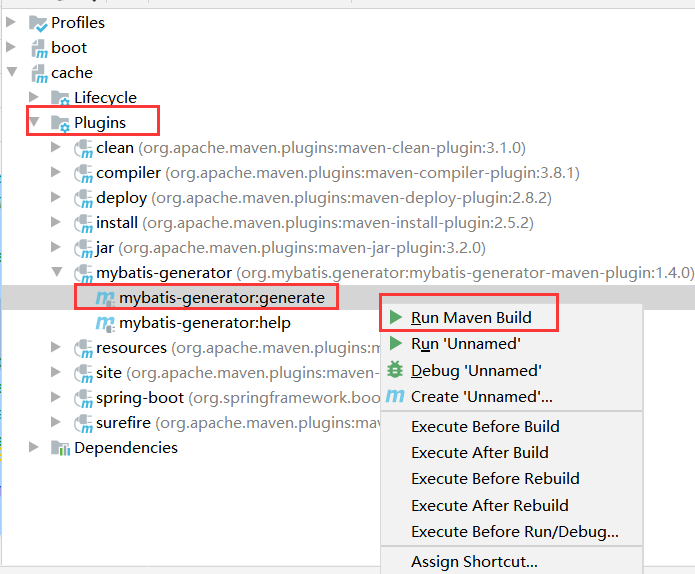 Profiles
boot
cache
Lifecycle
Plugins
clean (org.apache.maven.plugins:maven-clean-plugin:3.1.0)
compiler (org.apache.maven.plugins:maven-compiler-plugin:3.8.1)
deploy (org.apache.maven.plugins:maven-deploy-plugin:2.8.2)
install (org.apache.maven.plugins:maven-install-plugin:2.5.2)
jar (org.apache.maven.plugins:maven-jar-plugin:3.2.0)
mybatis-generator (org.mybatis.generator:mybatis-generator-maven-plugin:1.4.0)
mybatis-generator:generate
mybatis-generator:help
resources (org.apache.maven.plugins:m
site (org.apache.maven.plugins:mave
spring-boot (org.springframework.boo
surefire (org.apache.maven.plugins:ma
Dependencies
Run Maven Build
Run 'Unnamed'
Debug 'Unnamed'
Create 'Unnamed'...
Execute Before Build
Execute After Build
Execute Before Rebuild
Execute After Rebuild
Execute Before Run/Debug...
Assign Shortcut...